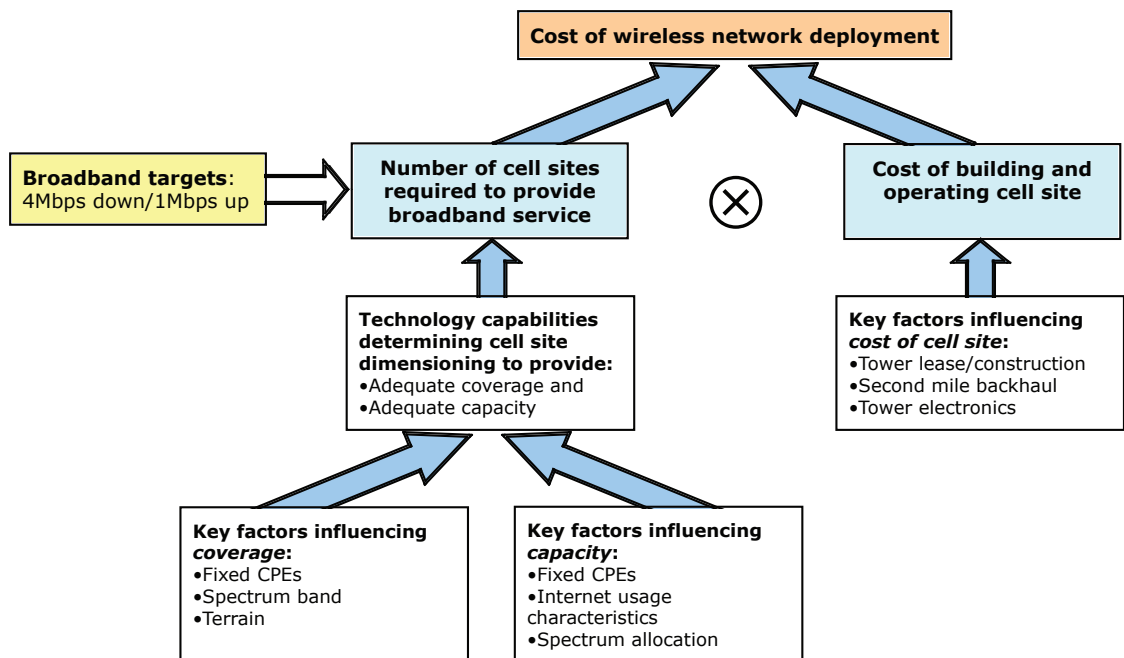 Cost of wireless network deployment
Broadband targets:
4Mbps down/1Mbps up
Number of cell sites
required to provide
broadband service
Cost of building and
operating cell site
Technology capabilities
determining cell site
dimensioning to provide:
•Adequate coverage and
•Adequate capacity
Key factors influencing
cost of cell site:
•Tower lease/construction
•Second mile backhaul
•Tower electronics
Key factors influencing
coverage:
•Fixed CPEs
•Spectrum band
•Terrain
Key factors influencing
capacity:
•Fixed CPEs
•Internet usage
characteristics
•Spectrum allocation